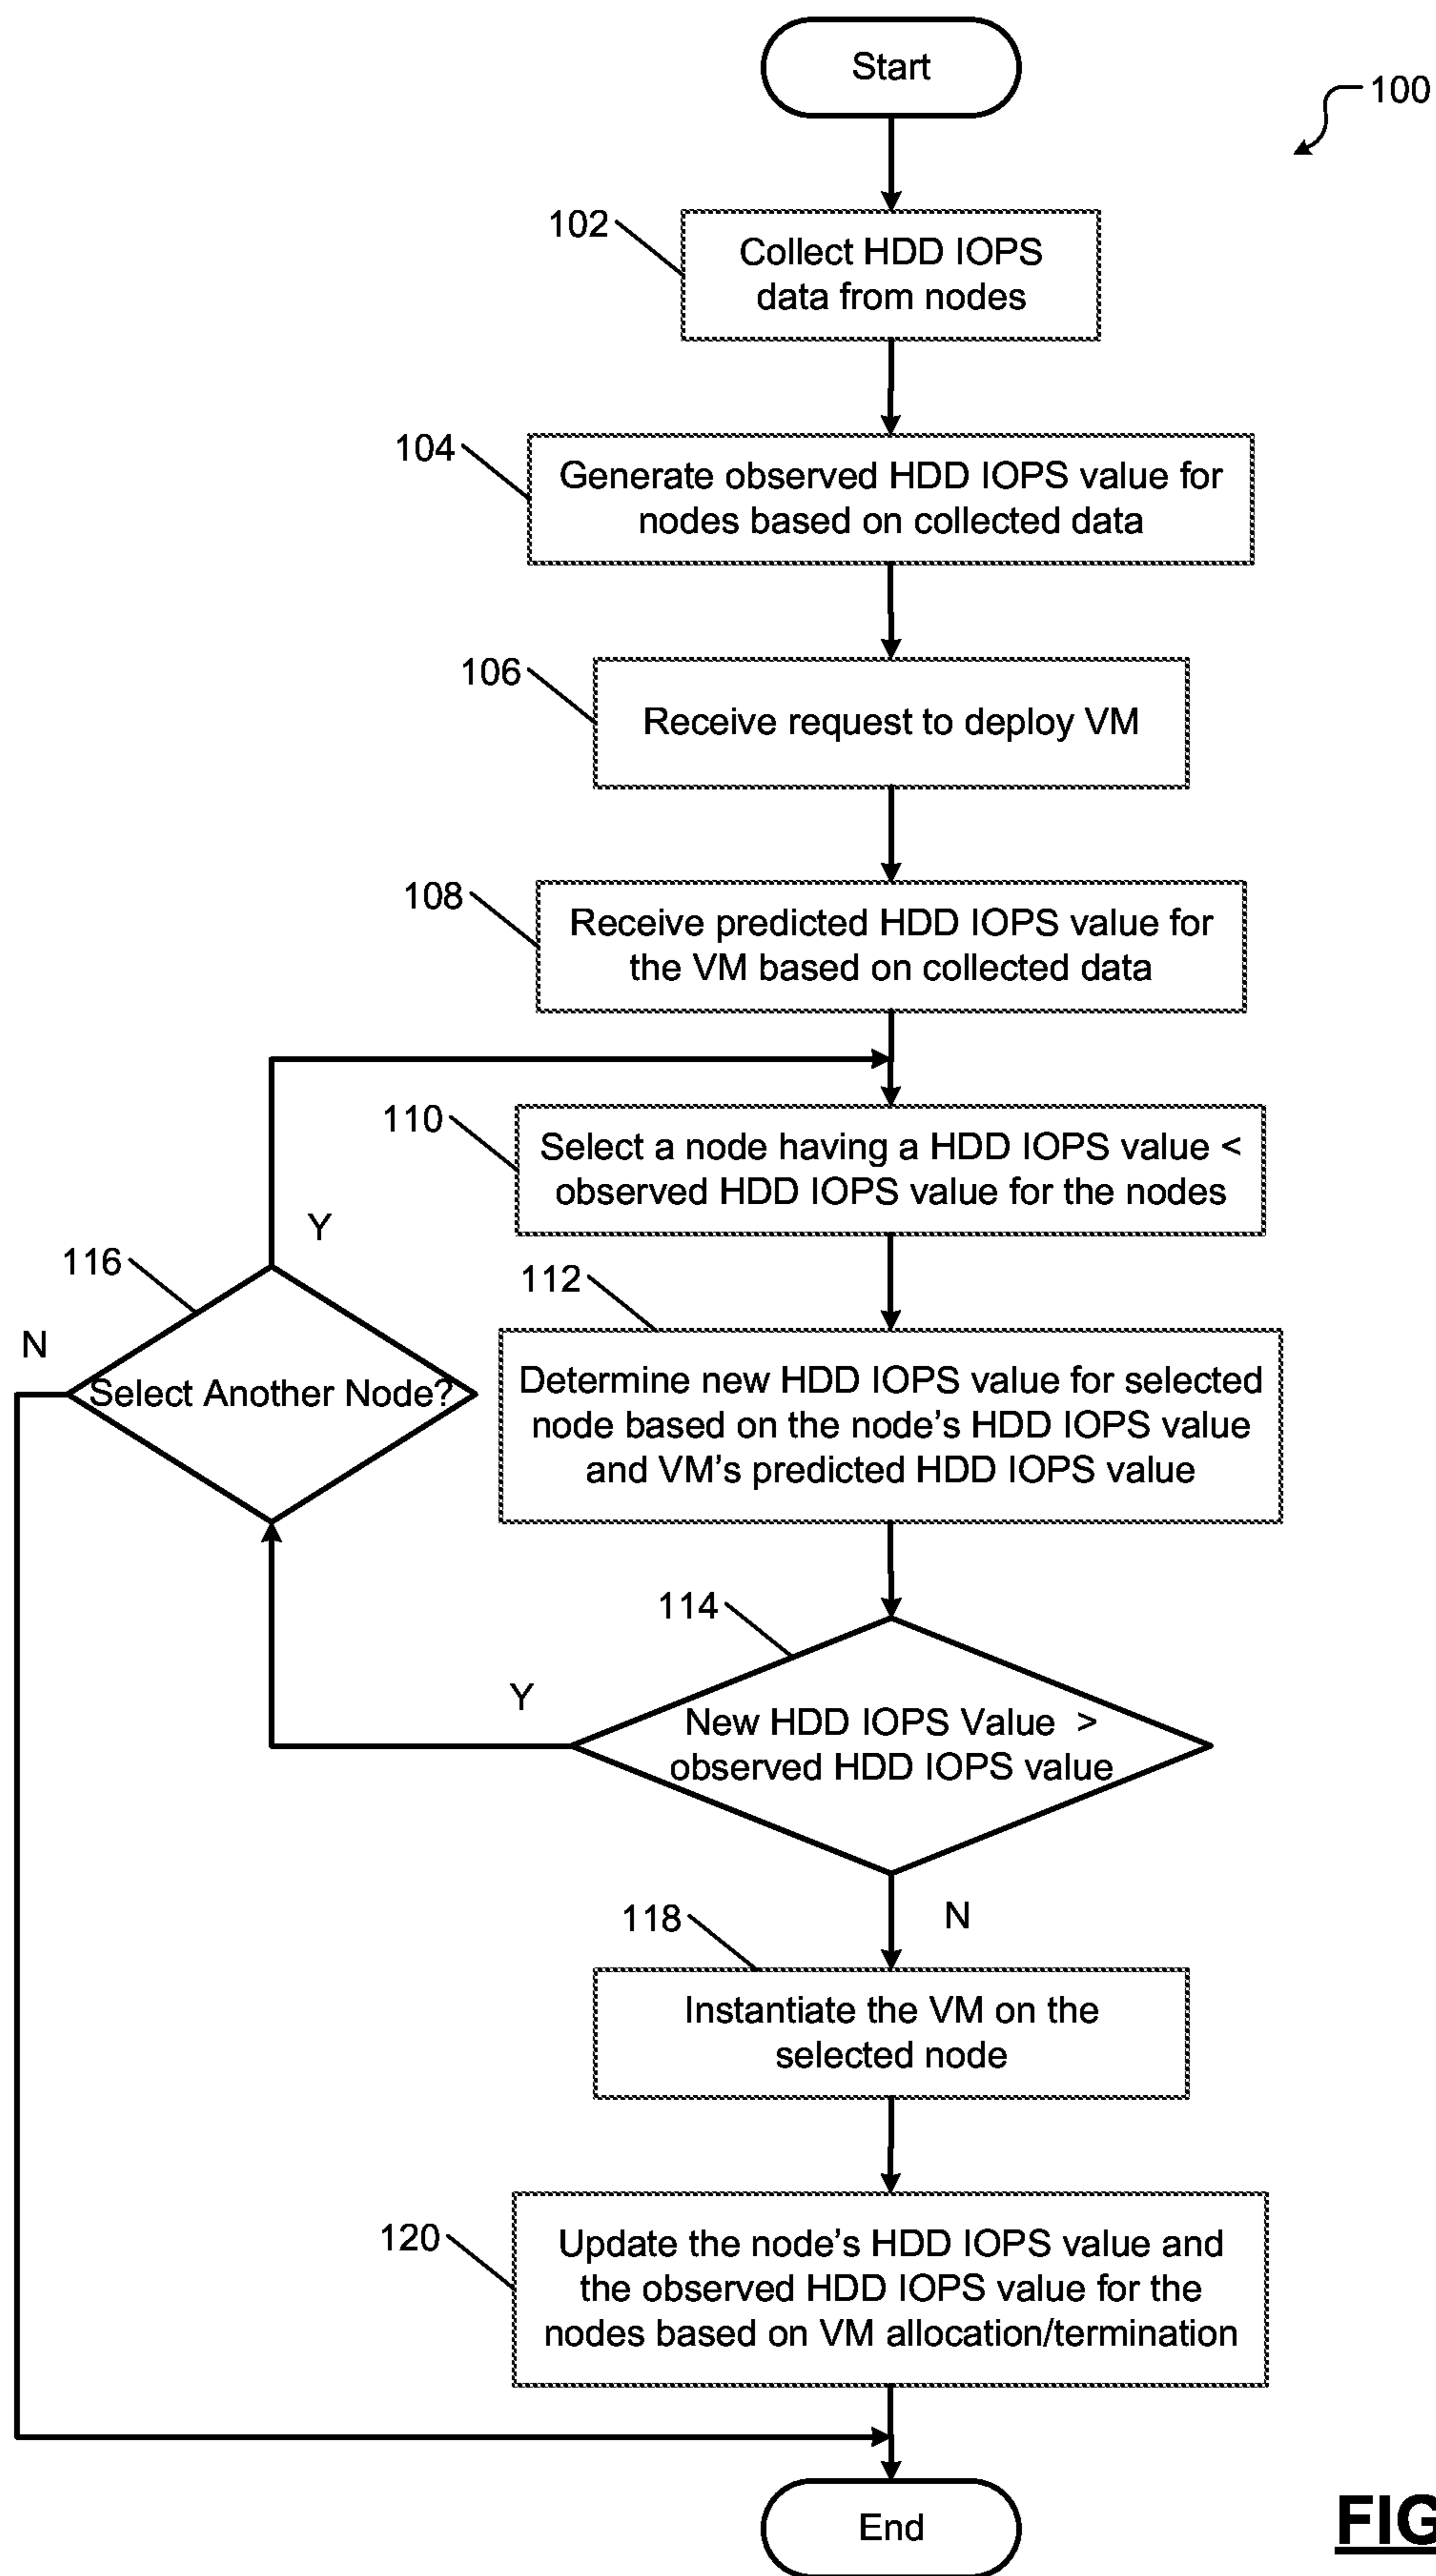 Start
100
102
Collect HDD IOPS
data from nodes
104
Generate observed HDD IOPS value for
nodes based on collected data
106
Receive request to deploy VM
108
Receive predicted HDD IOPS value for
the VM based on collected data
110
Select a node having a HDD IOPS value <
observed HDD IOPS value for the nodes
Y
116
N
Select Another Node?
112
Determine new HDD IOPS value for selected
node based on the node's HDD IOPS value
and VM's predicted HDD IOPS value
114
Y
New HDD IOPS Value >
observed HDD IOPS value
N
118
Instantiate the VM on the
selected node
120
Update the node's HDD IOPS value and
the observed HDD IOPS value for the
nodes based on VM allocation/termination
End
FIG